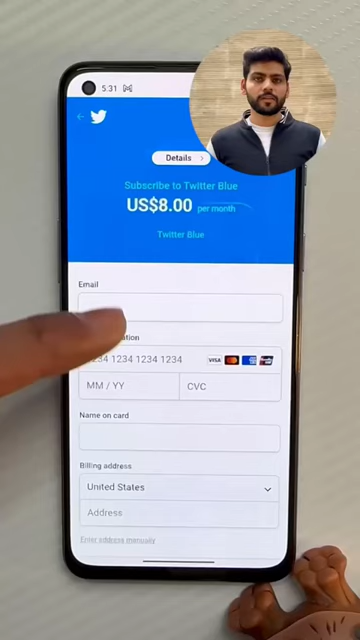 5:31
Details
Subscribe to Twitter Blue
US$8.00 per month
Twitter Blue
Email
1234 1234 1234 VISA
MM / YY CVC
Name on card
Billing address
United States
Address
Enter address manually